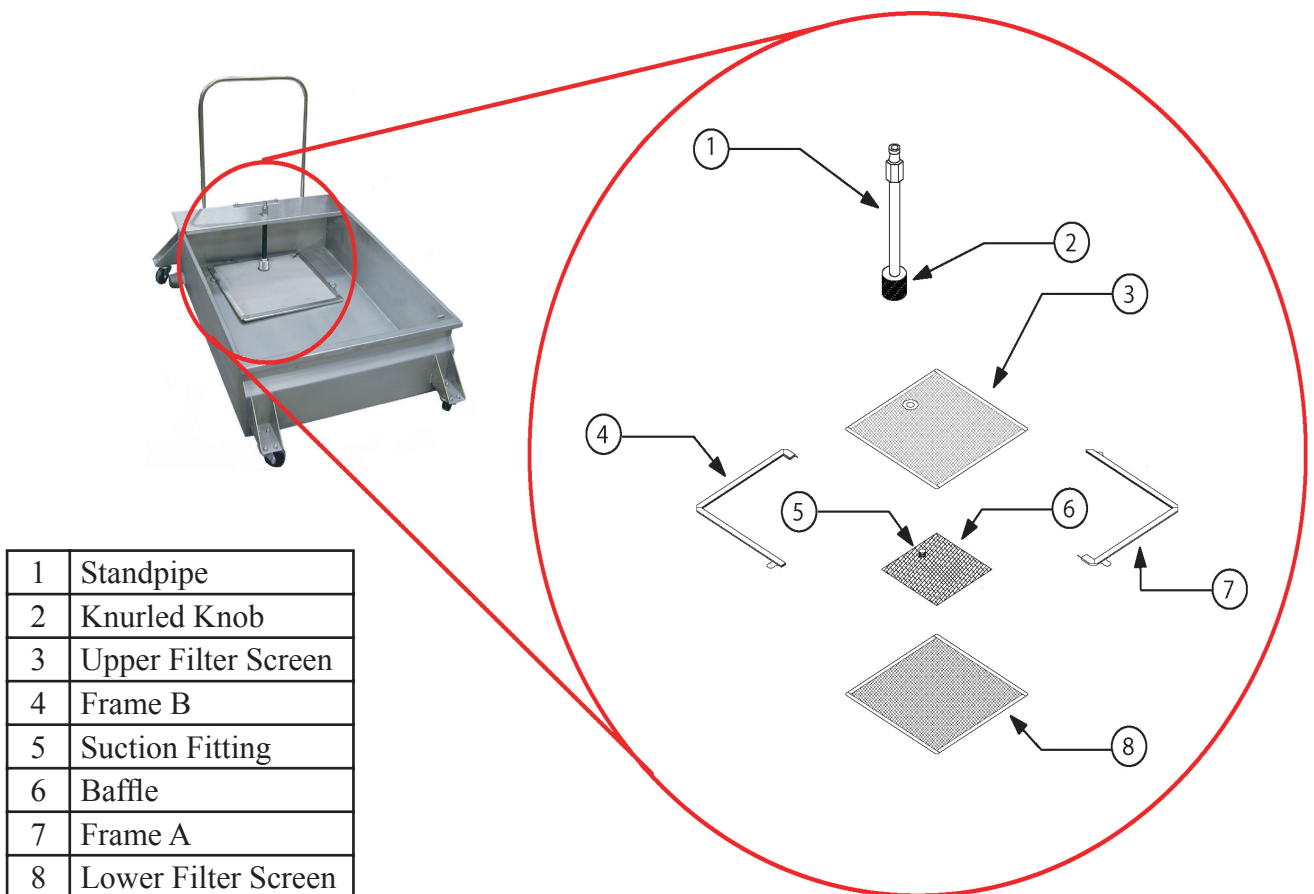 1
2
3
4
5
6
7
8
1 Standpipe
2 Knurled Knob
3 Upper Filter Screen
4 Frame B
5 Suction Fitting
6 Baffle
7 Frame A
8 Lower Filter Screen